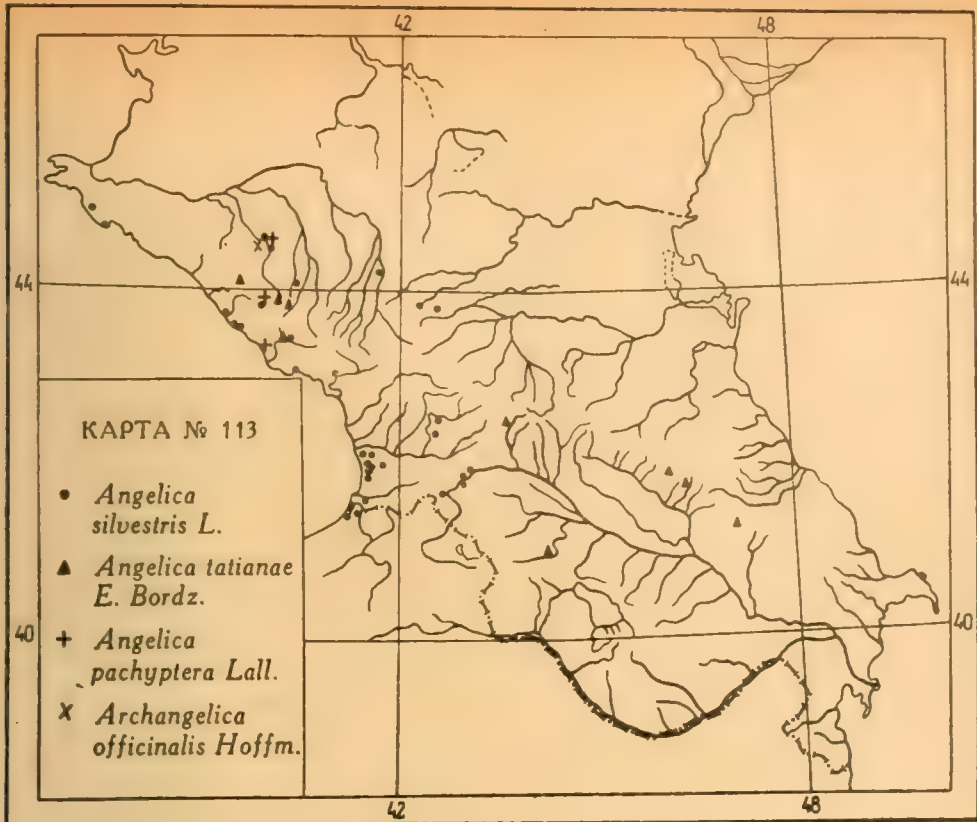 42 48
44 44
КАРТА № 113
Angelica
silvestris L.
Angelica tatianae
E. Bordz.
40 40
Angelica
pachyptera Lall.
Archangelica
officinalis Hoffm.
42 48